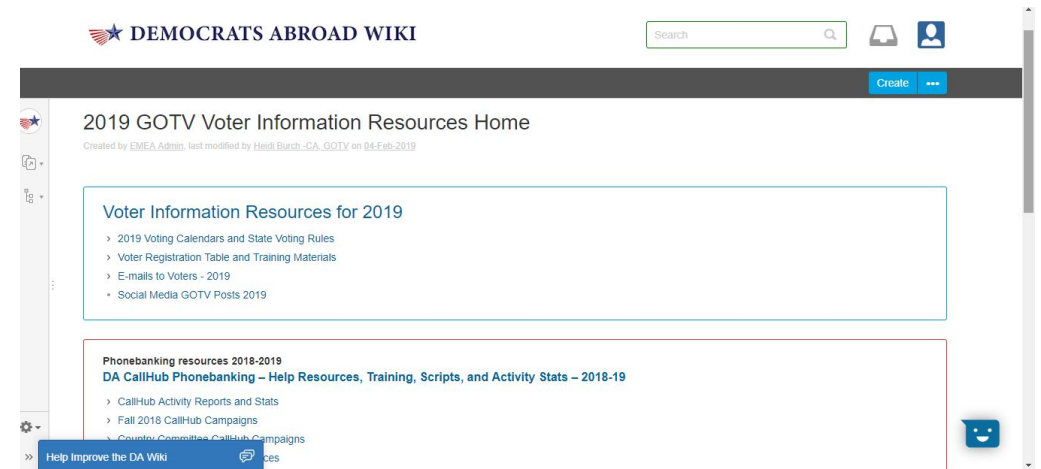 DEMOCRATS ABROAD WIKI
Search
Create
2019 GOTV Voter Information Resources Home
Created by EMEA Admin, last modified by Heidi Burch -CA, GOTV on 04-Feb-2019
Voter Information Resources for 2019
2019 Voting Calendars and State Voting Rules
Voter Registration Table and Training Materials
E-mails to Voters - 2019
Social Media GOTV Posts 2019
Phonebanking resources 2018-2019
DA CallHub Phonebanking – Help Resources, Training, Scripts, and Activity Stats – 2018-19
CallHub Activity Reports and Stats
Fall 2018 CallHub Campaigns
Country Committee CallHub Campaigns
Help Improve the DA Wiki